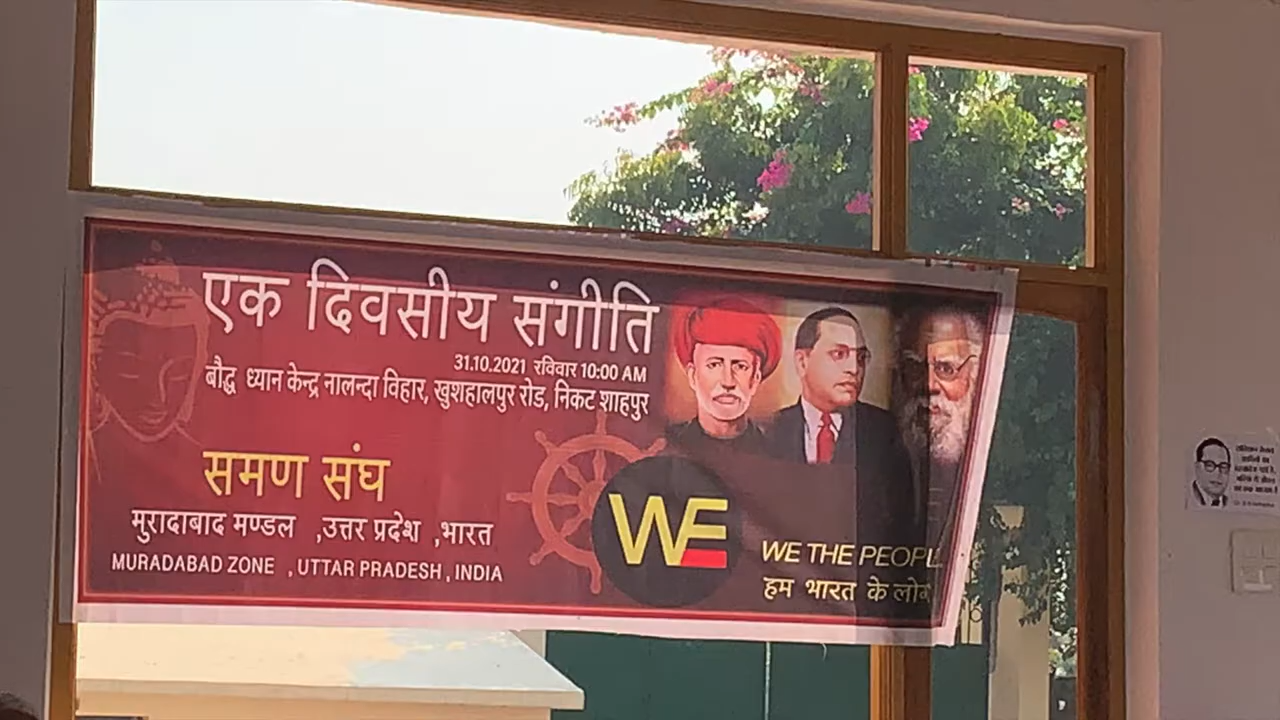 एक दिवसीय संगीति
31.10.2021 रविवार 10:00 AM
बौद्ध ध्यान केन्द्र नालन्दा विहार, खुशहालपुर रोड, निकट शाहपुर
समण संघ
मुरादाबाद मण्डल ,उत्तर प्रदेश ,भारत
MURADABAD ZONE , UTTAR PRADESH, INDIA
WE
WE THE PEOPL
हम भारत के लोग